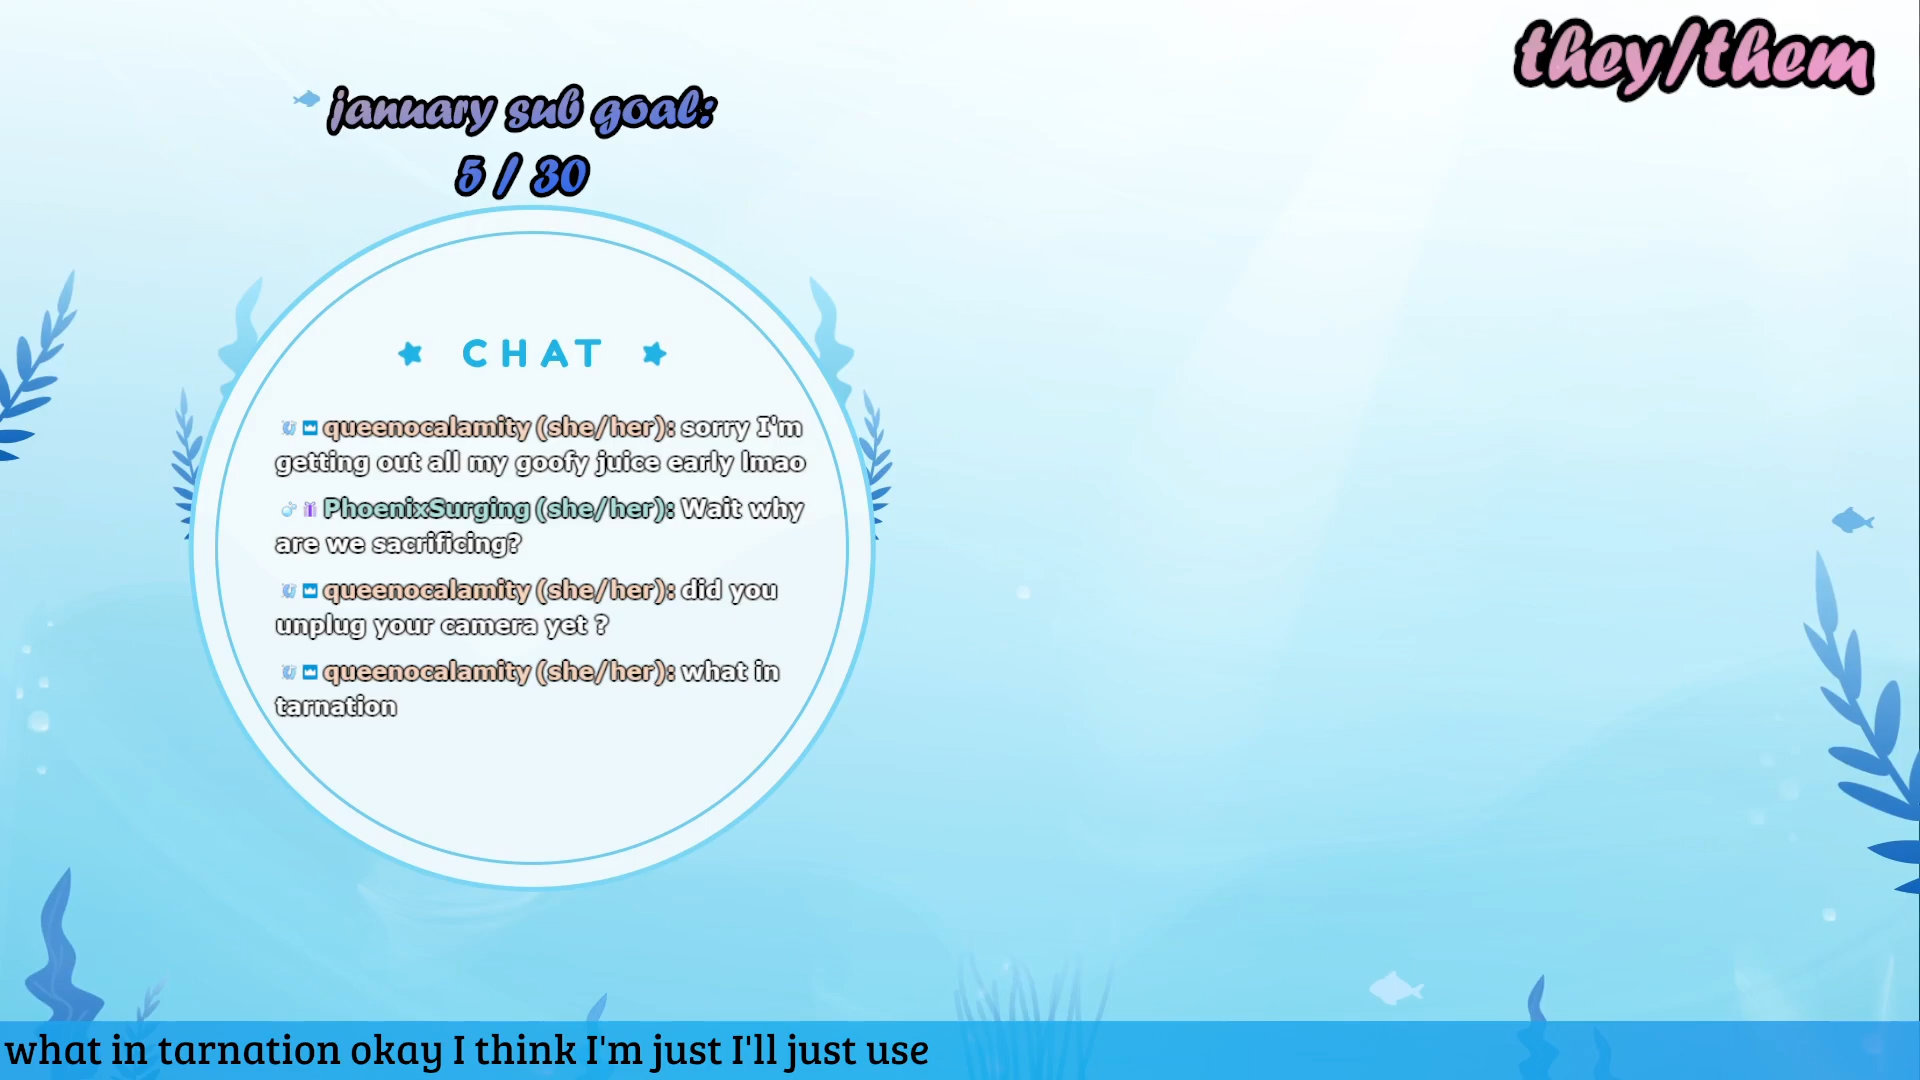 they/them
january sub goal:
5 / 30
CHAT
queenocalamity (she/her): sorry I'm
getting out all my goofy juice early lmao
PhoenixSurging (she/her): Wait why
are we sacrificing?
queenocalamity (she/her): did you
unplug your camera yet ?
queenocalamity (she/her): what in
tarnation
what in tarnation okay I think I'm just I'll just use